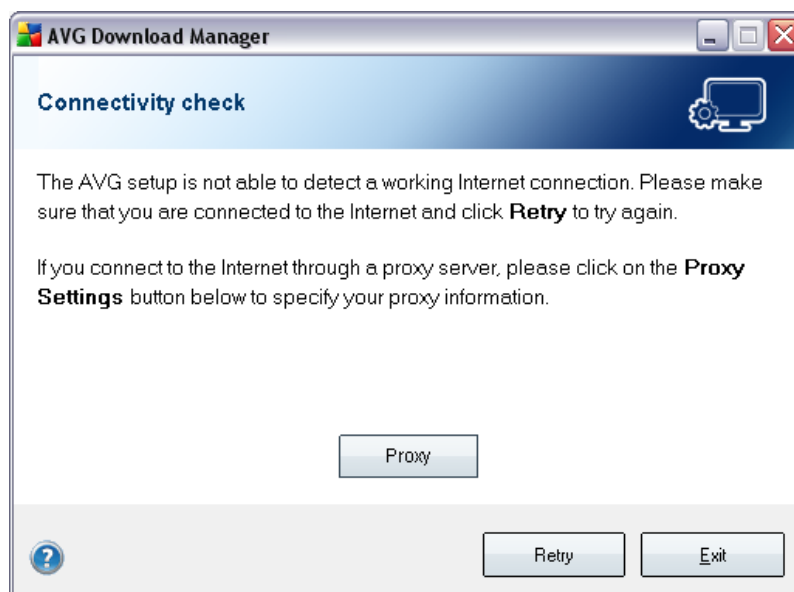 AVG Download Manager
Connectivity check
The AVG setup is not able to detect a working Internet connection. Please make
sure that you are connected to the Internet and click Retry to try again.
If you connect to the Internet through a proxy server, please click on the Proxy
Settings button below to specify your proxy information.
Proxy
?
Retry
Exit